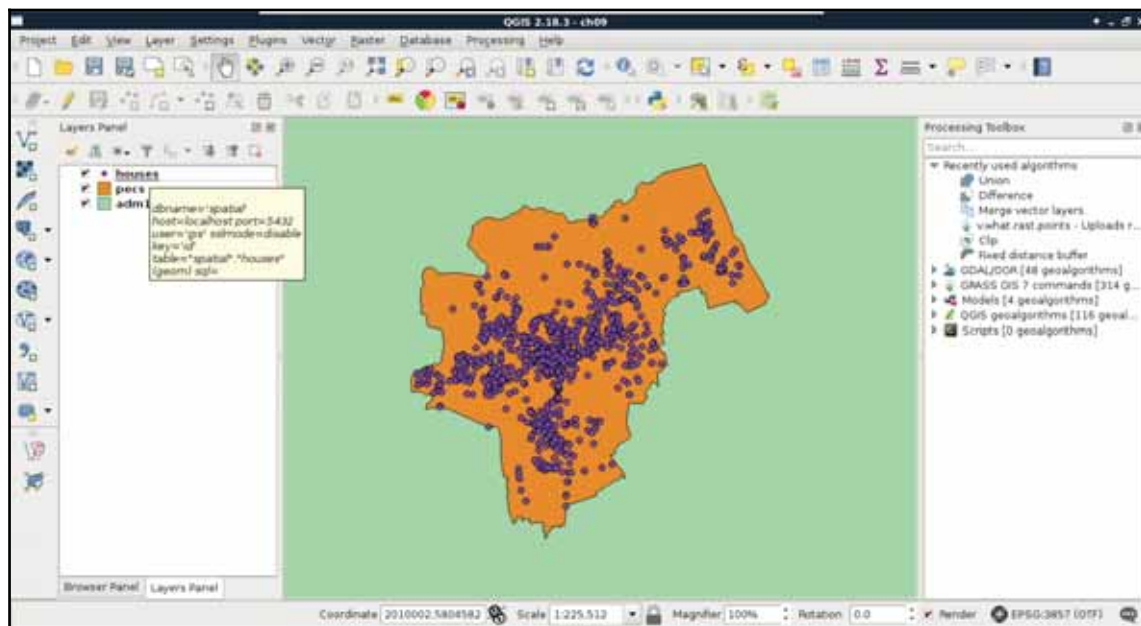 QGIS 2.18.3 - ch09
Project Edit View Layer Settings Plugins Vector Raster Database Processing Help
Layers Panel
houses
pecs
adm1
dbname='spatial'
host=localhost port=5432
user='gis' sslmode=disable
key='id'
table="spatial"."houses"
(geom) sql=
Browser Panel Layers Panel
Processing Toolbox
Search...
Recently used algorithms
Union
Difference
Merge vector layers
v.what.rast.points - Uploads r...
Clip
Fixed distance buffer
GDAL/OGR [48 geoalgorithms]
GRASS GIS 7 commands [314 g...
Models [4 geoalgorithms]
QGIS geoalgorithms [116 geoal...
Scripts [0 geoalgorithms]
Coordinate 2010002,5804582 Scale 1:225.512 Magnifier 100% Rotation 0.0 Render EPSG:3857 (OTF)